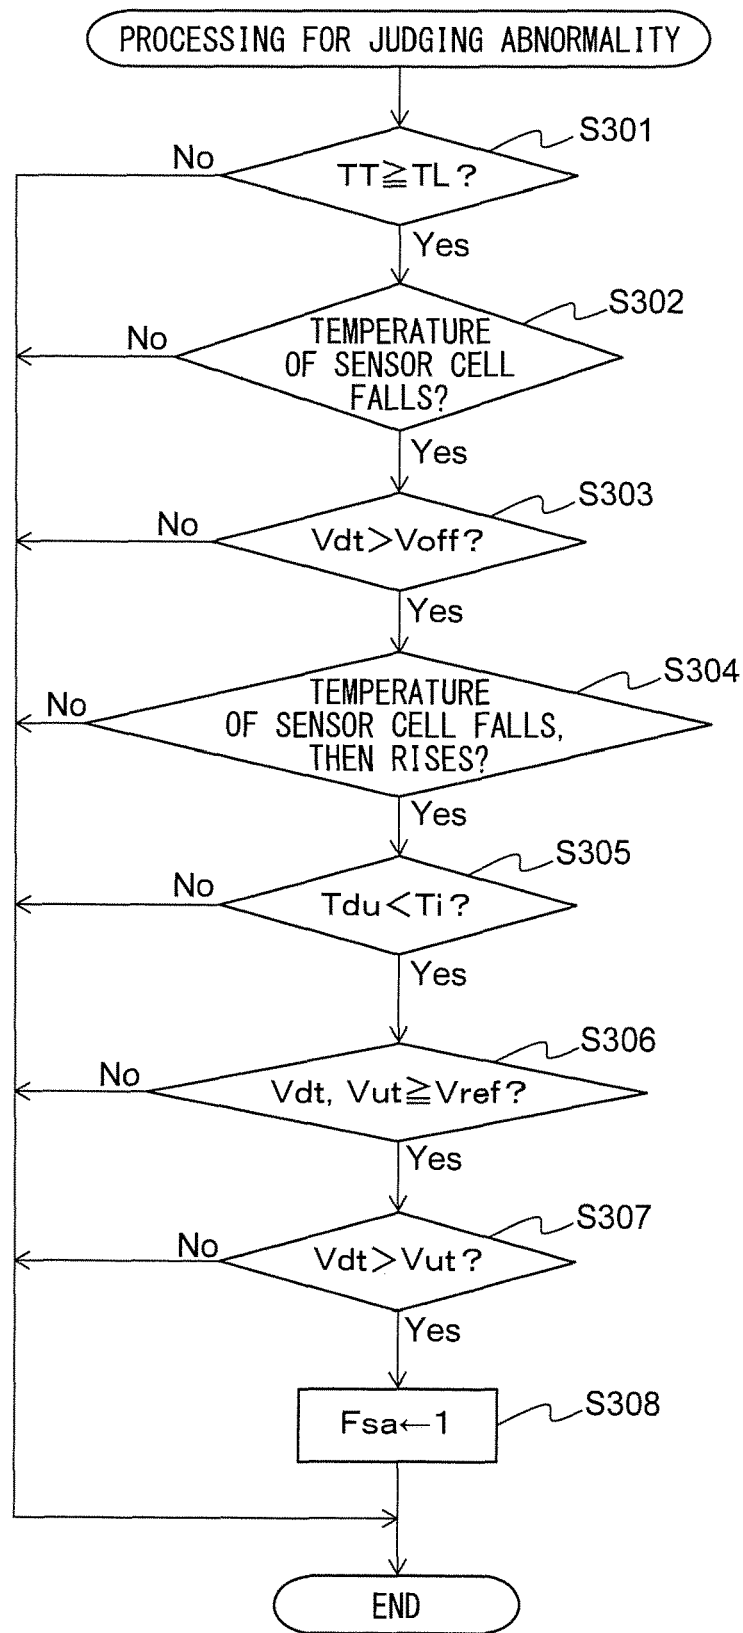 PROCESSING FOR JUDGING ABNORMALITY
S301
No
TT≧TL?
Yes
S302
No
TEMPERATURE
OF SENSOR CELL
FALLS?
Yes
S303
No
Vdt>Voff?
Yes
S304
No
TEMPERATURE
OF SENSOR CELL FALLS,
THEN RISES?
Yes
S305
No
Tdu<Ti?
Yes
S306
No
Vdt, Vut≧Vref?
Yes
S307
No
Vdt>Vut?
Yes
S308
Fsa←1
END